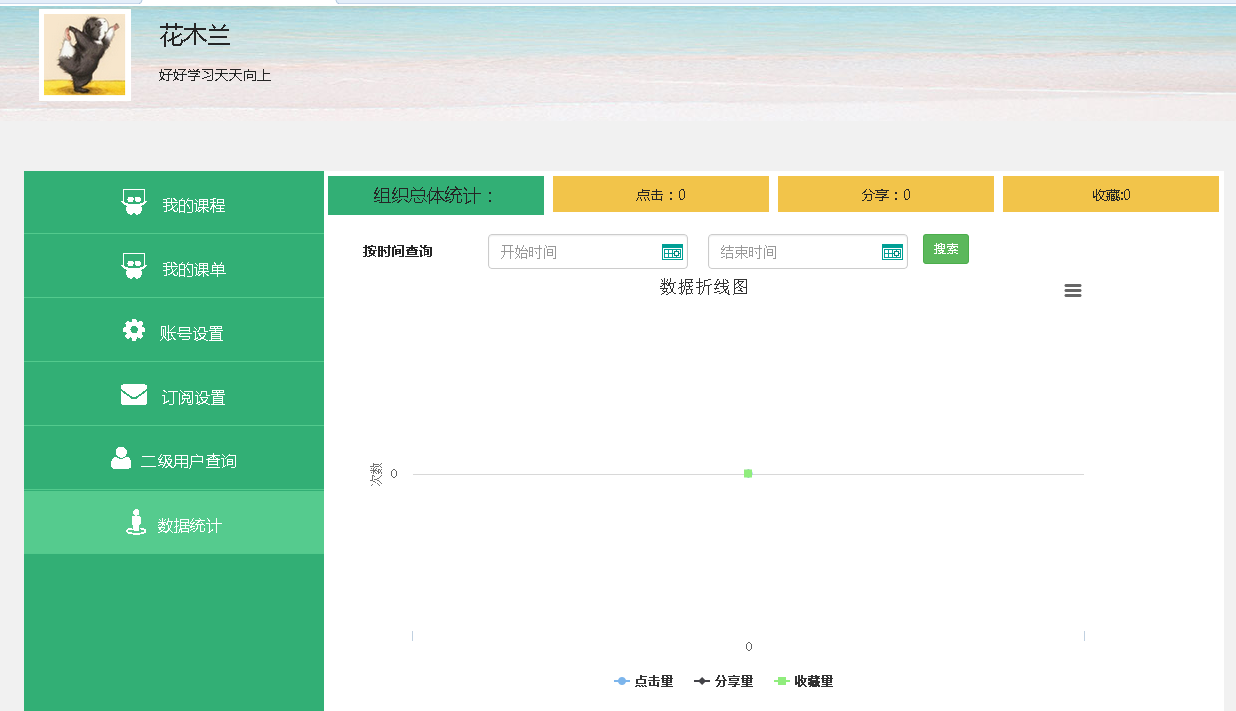 花木兰
好好学习天天向上
我的课程
我的课单
账号设置
订阅设置
二级用户查询
数据统计
组织总体统计：
点击：0
分享：0
收藏:0
按时间查询
开始时间
结束时间
搜索
数据折线图
次数
0
0
点击量
分享量
收藏量